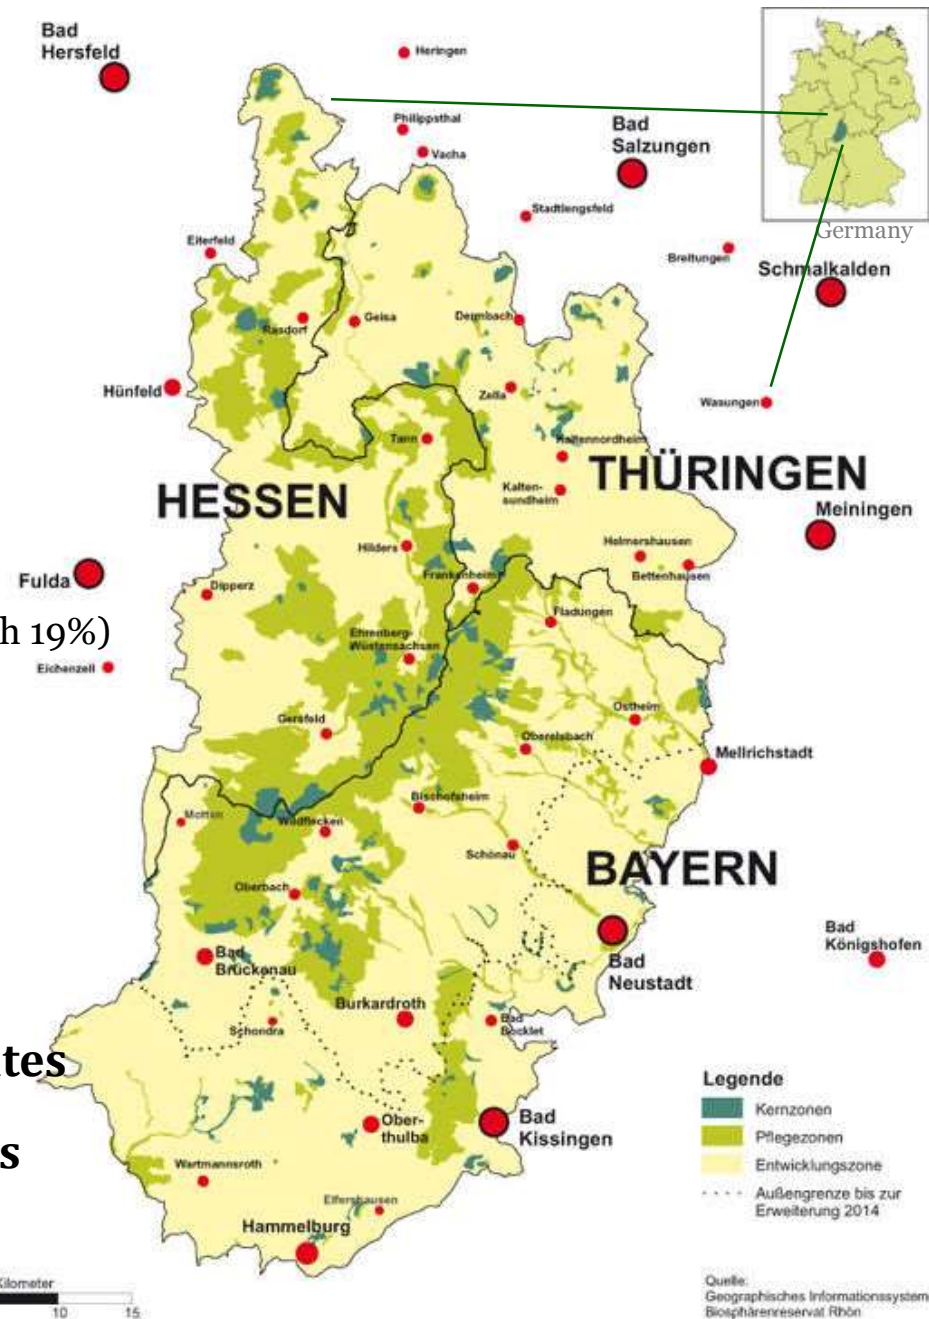 Bad
Hersfeld
Heringen
Philippsthal
Vacha
Bad
Salzungen
Stadtlengsfeld
Germany
Eiterfeld
Breitungen
Schmalkalden
Rasdorf
Geisa
Dermbach
Hünfeld
Zella
Wasungen
Tann
Kaltennordheim
HESSEN
THÜRINGEN
Kalten-
sundheim
Meiningen
Hilders
Helmershausen
Fulda
Dipperz
Frankenheim
Bettenhausen
Fladungen
h 19%)
Ehrenberg-
Wüstensachsen
Eichenzell
Gersfeld
Ostheim
Oberelsbach
Mellrichstadt
Bischofsheim
Motten
Wildflecken
Schönau
BAYERN
Oberbach
Bad
Brückenau
Bad
Neustadt
Bad
Königshofen
Burkardroth
Schondra
Bad
Bocklet
tes
Legende
Kernzonen
Pflegezonen
Entwicklungszone
Außengrenze bis zur
Erweiterung 2014
Ober-
thulba
Bad
Kissingen
s
Wartmannsroth
Elfershausen
Hammelburg
Kilometer
10 15
Quelle:
Geographisches Informationssystem
Biosphärenreservat Rhön